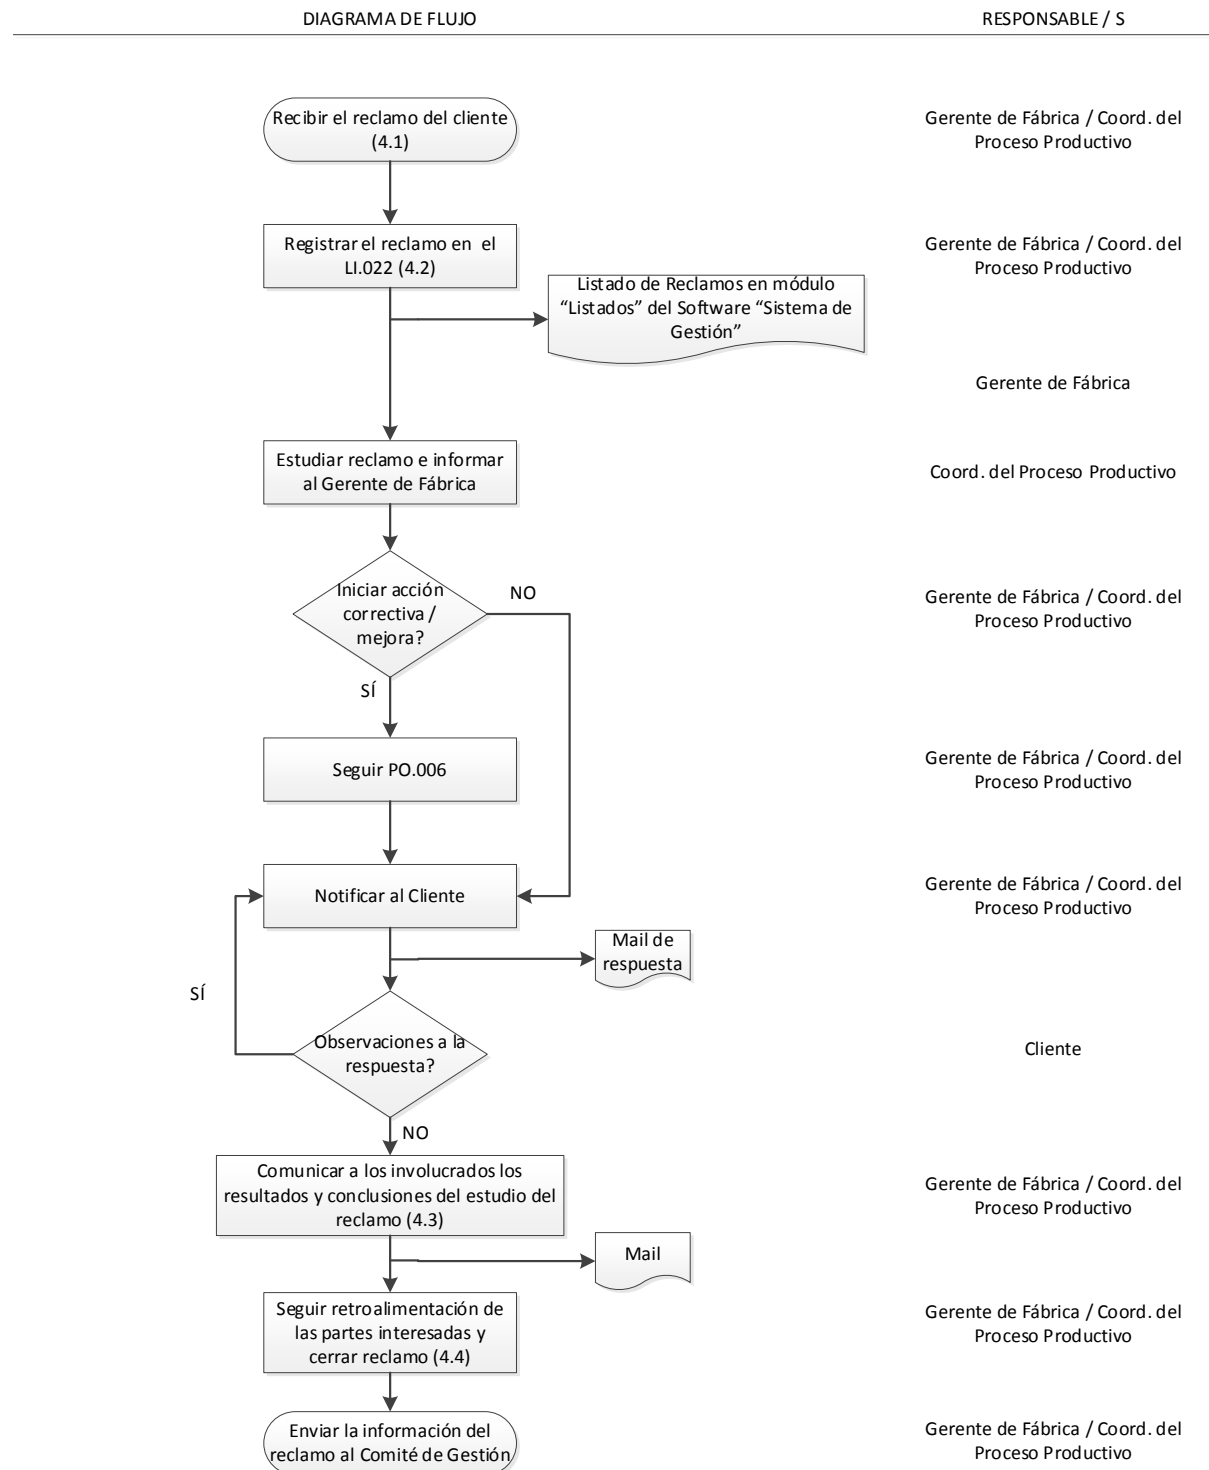 DIAGRAMA DE FLUJO
RESPONSABLE / S
Recibir el reclamo del cliente
(4.1)
Gerente de Fábrica / Coord. del
Proceso Productivo
Registrar el reclamo en el
LI.022 (4.2)
Gerente de Fábrica / Coord. del
Proceso Productivo
Listado de Reclamos en módulo
“Listados” del Software “Sistema de
Gestión”
Gerente de Fábrica
Estudiar reclamo e informar
al Gerente de Fábrica
Coord. del Proceso Productivo
Iniciar acción
correctiva /
mejora?
NO
Gerente de Fábrica / Coord. del
Proceso Productivo
SÍ
Seguir PO.006
Gerente de Fábrica / Coord. del
Proceso Productivo
Notificar al Cliente
Gerente de Fábrica / Coord. del
Proceso Productivo
Mail de
respuesta
SÍ
Observaciones a la
respuesta?
Cliente
NO
Comunicar a los involucrados los
resultados y conclusiones del estudio del
reclamo (4.3)
Gerente de Fábrica / Coord. del
Proceso Productivo
Mail
Seguir retroalimentación de
las partes interesadas y
cerrar reclamo (4.4)
Gerente de Fábrica / Coord. del
Proceso Productivo
Enviar la información del
reclamo al Comité de Gestión
Gerente de Fábrica / Coord. del
Proceso Productivo